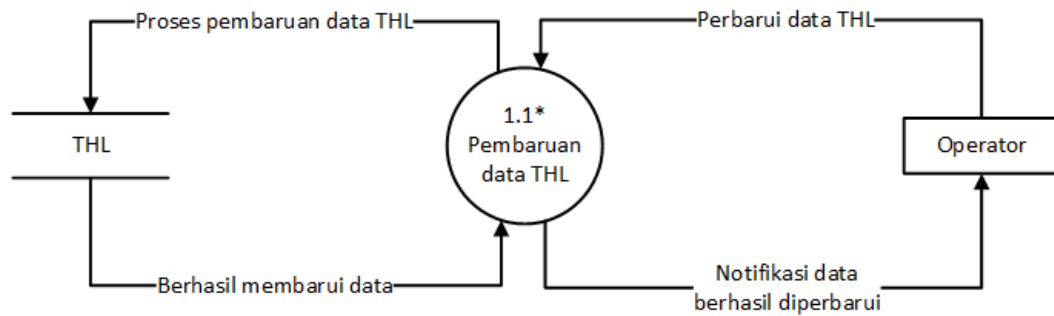 Proses pembaruan data THL
Perbarui data THL
THL
1.1*
Pembaruan
data THL
Operator
Berhasil membarui data
Notifikasi data
berhasil diperbarui